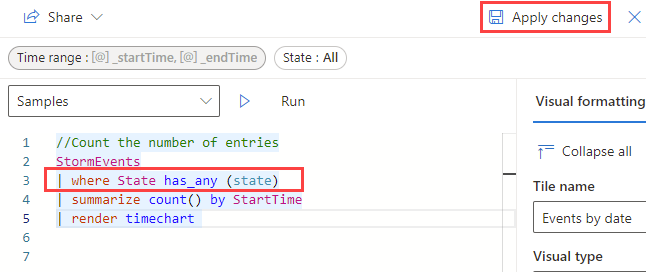 Share
Apply changes
Time range : [@] _startTime, [@] _endTime
State : All
Samples
Run
Visual formatting
1 //Count the number of entries
2 StormEvents
3 | where State has_any (state)
4 | summarize count() by StartTime
5 | render timechart
6
7
Collapse all
Tile name
Events by date
Visual type